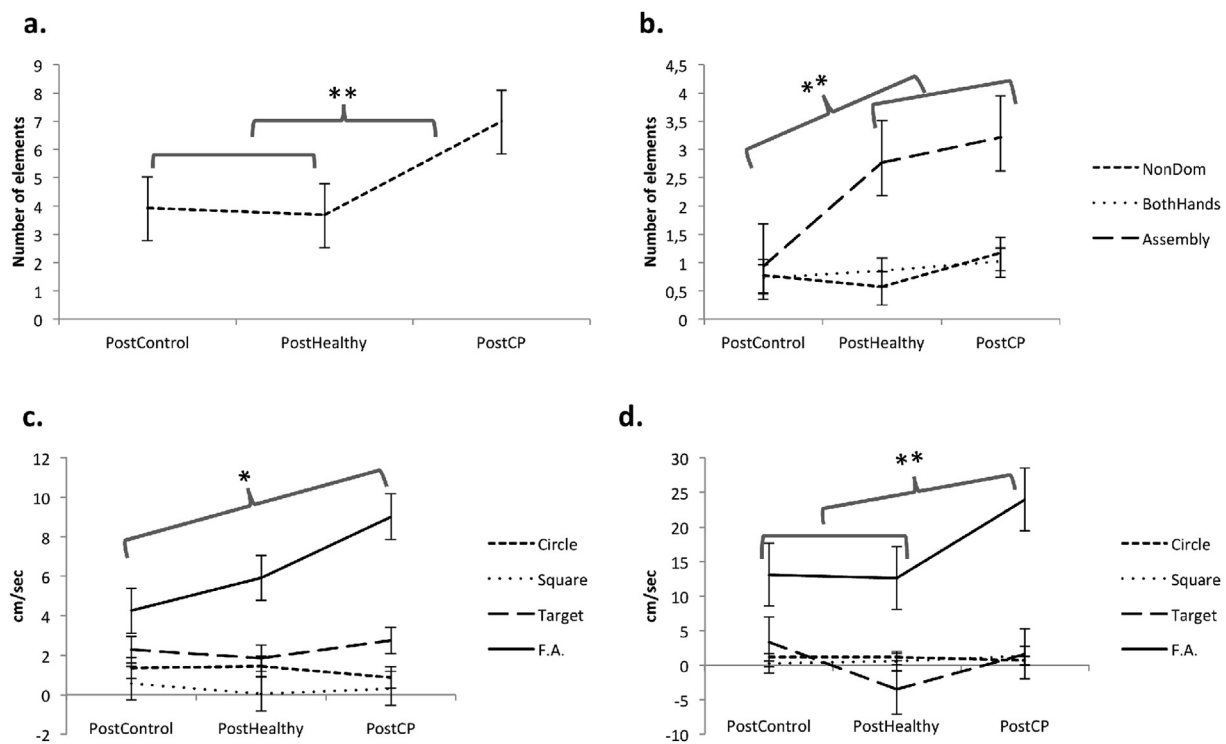 a.
9
8
7
6
5
4
3
2
1
0
Number of elements
**
PostControl PostHealthy PostCP
b.
4,5
4
3,5
3
2,5
2
1,5
1
0,5
0
Number of elements
**
PostControl PostHealthy PostCP
NonDom
BothHands
Assembly
c.
12
10
8
6
4
2
0
-2
cm/sec
*
PostControl PostHealthy PostCP
Circle
Square
Target
F.A.
d.
30
25
20
15
10
5
0
-5
-10
cm/sec
**
PostControl PostHealthy PostCP
Circle
Square
Target
F.A.